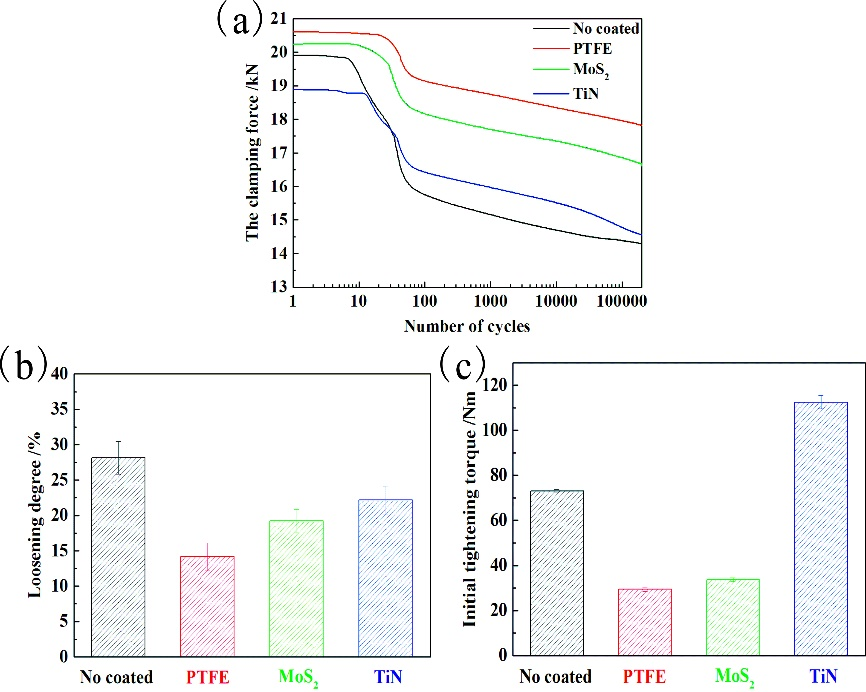 (a)
The clamping force /kN
21
20
19
18
17
16
15
14
13
No coated
PTFE
MoS₂
TiN
1 10 100 1000 10000 100000
Number of cycles
(b)
Loosening degree /%
40
35
30
25
20
15
10
5
0
No coated PTFE MoS₂ TiN
(c)
Initial tightening torque /Nm
120
100
80
60
40
20
0
No coated PTFE MoS₂ TiN